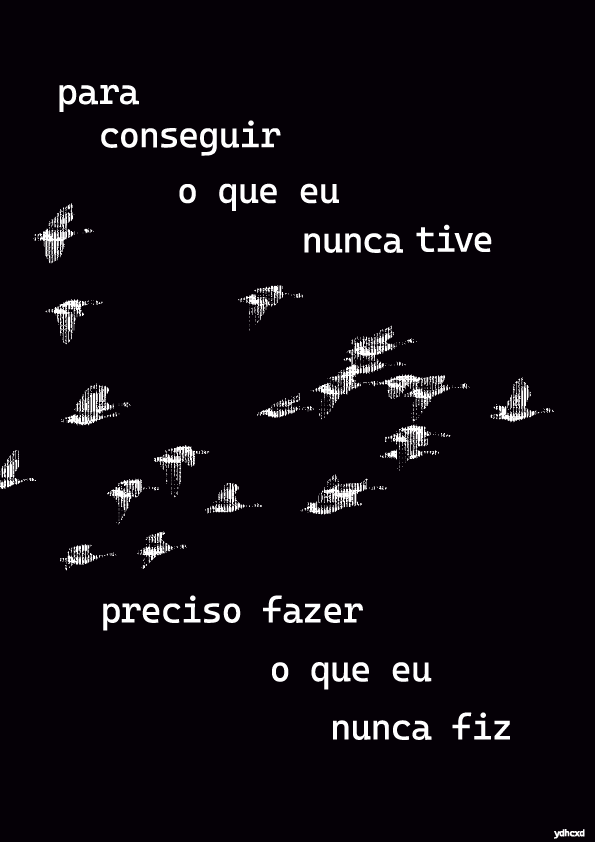 para
conseguir
o que eu
nunca tive
preciso fazer
o que eu
nunca fiz
ydhcxd